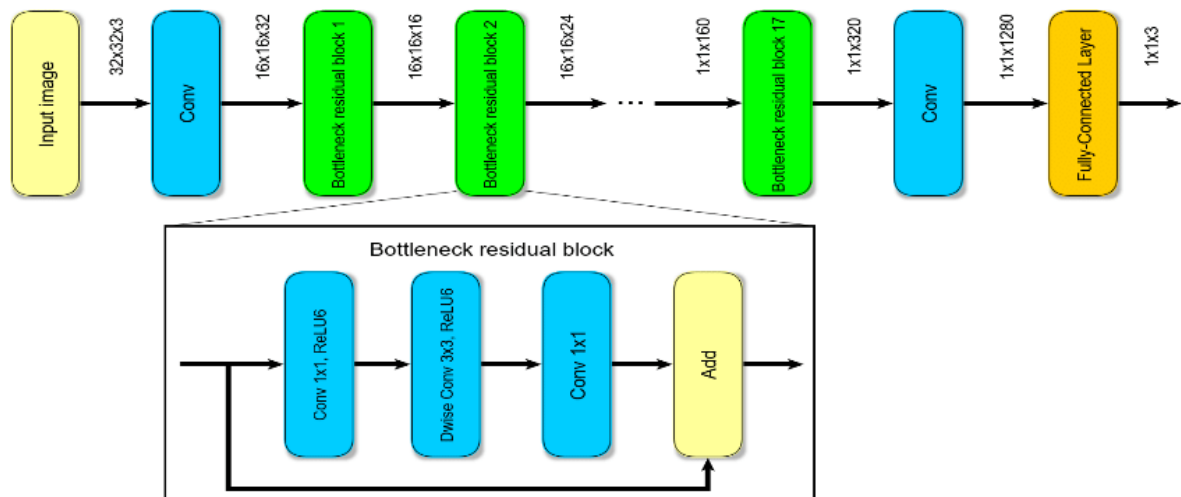 Input image
32x32x3
Conv
16x16x32
Bottleneck residual block 1
16x16x16
Bottleneck residual block 2
16x16x24
...
1x1x160
Bottleneck residual block 17
1x1x320
Conv
1x1x1280
Fully-Connected Layer
1x1x3
Bottleneck residual block
Conv 1x1, ReLU6
Dwise Conv 3x3, ReLU6
Conv 1x1
Add